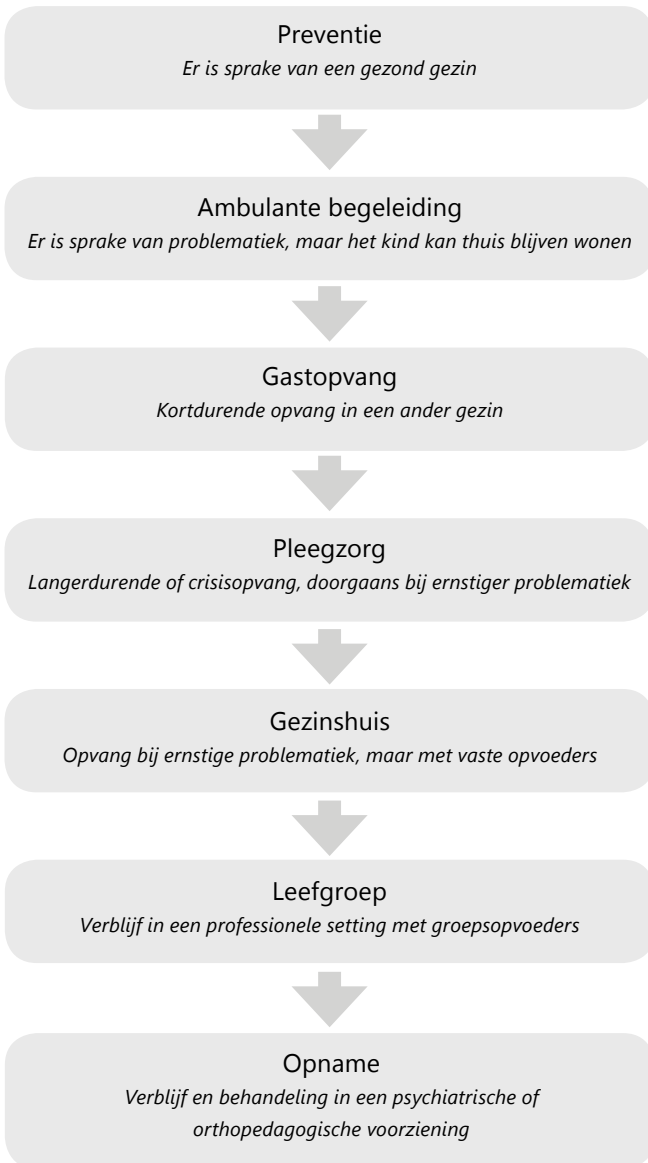 Preventie
Er is sprake van een gezond gezin
Ambulante begeleiding
Er is sprake van problematiek, maar het kind kan thuis blijven wonen
Gastopvang
Kortdurende opvang in een ander gezin
Pleegzorg
Langerdurende of crisisopvang, doorgaans bij ernstiger problematiek
Gezinshuis
Opvang bij ernstige problematiek, maar met vaste opvoeders
Leefgroep
Verblijf in een professionele setting met groepsopvoeders
Opname
Verblijf en behandeling in een psychiatrische of
orthopedagogische voorziening